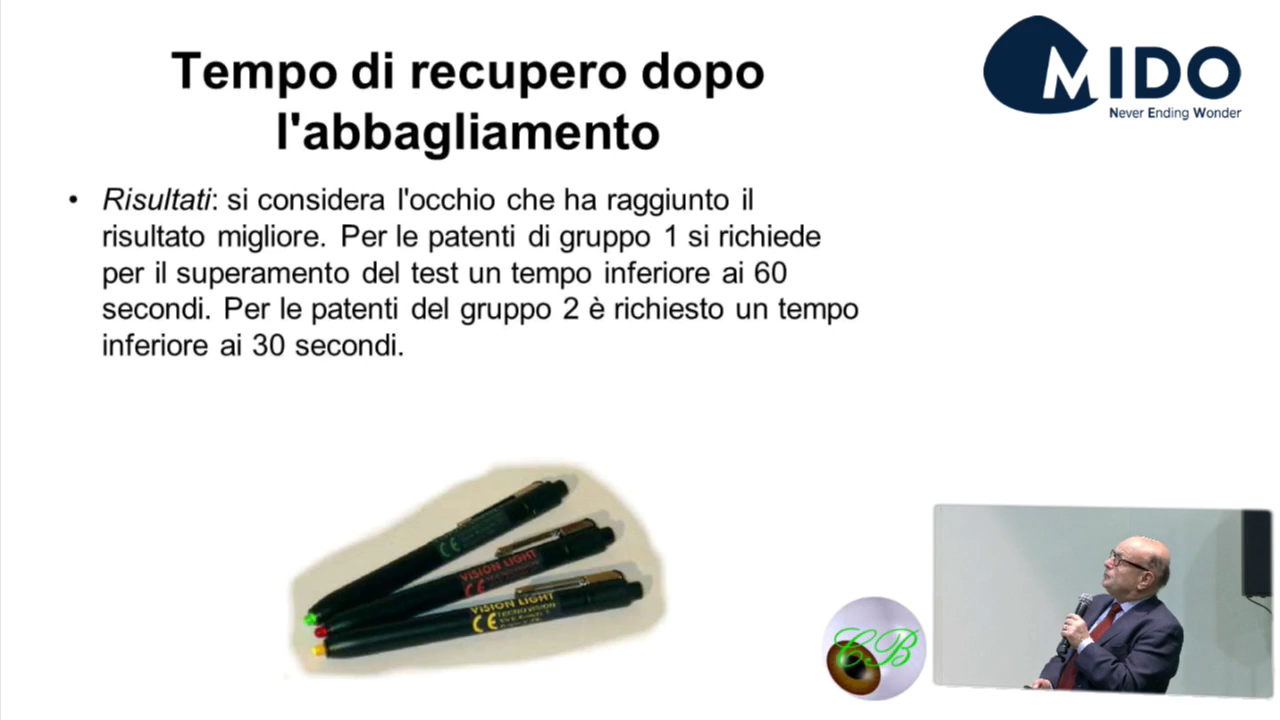 Tempo di recupero dopo
l'abbagliamento
MIDO
Never Ending Wonder
• Risultati: si considera l'occhio che ha raggiunto il
risultato migliore. Per le patenti di gruppo 1 si richiede
per il superamento del test un tempo inferiore ai 60
secondi. Per le patenti del gruppo 2 è richiesto un tempo
inferiore ai 30 secondi.
CE
VISION LIGHT
CE
VISION LIGHT
CE TECNOVISION
CB